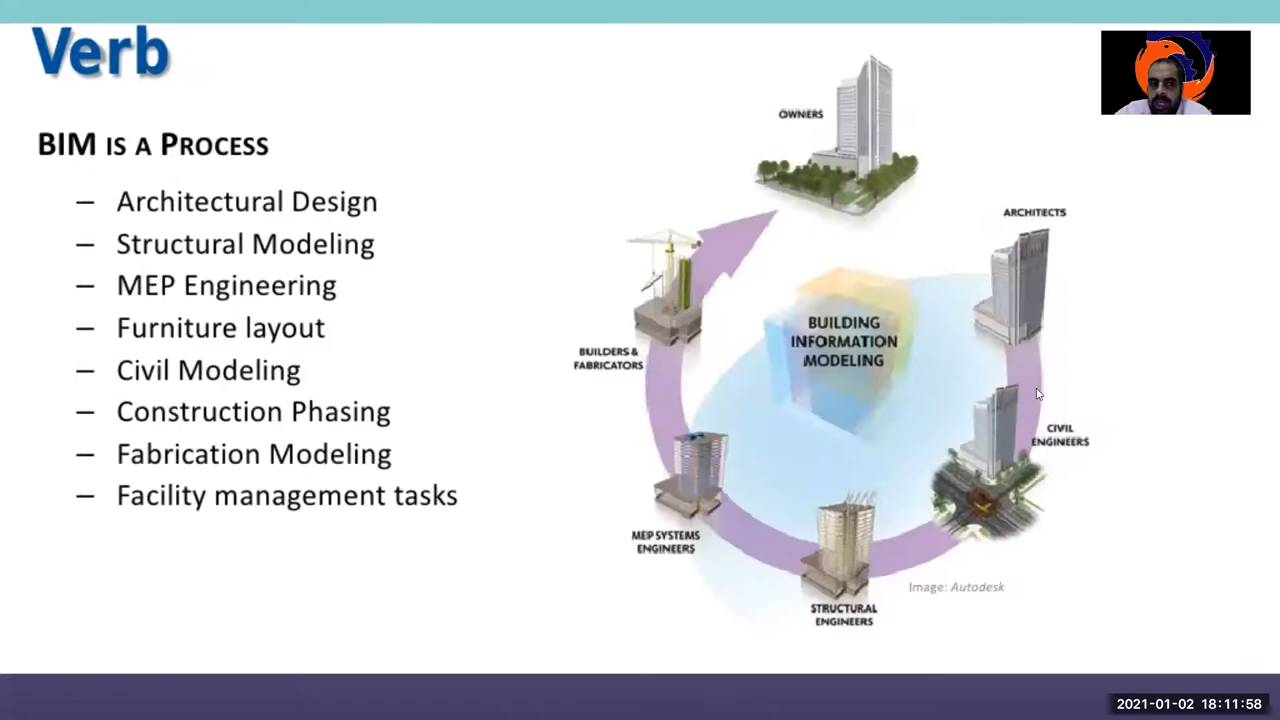 Verb
BIM IS A PROCESS
– Architectural Design
– Structural Modeling
– MEP Engineering
– Furniture layout
– Civil Modeling
– Construction Phasing
– Fabrication Modeling
– Facility management tasks
OWNERS
ARCHITECTS
BUILDING
INFORMATION
MODELING
BUILDERS &
FABRICATORS
CIVIL
ENGINEERS
MEP SYSTEMS
ENGINEERS
Image: Autodesk
STRUCTURAL
ENGINEERS
2021-01-02 18:11:58